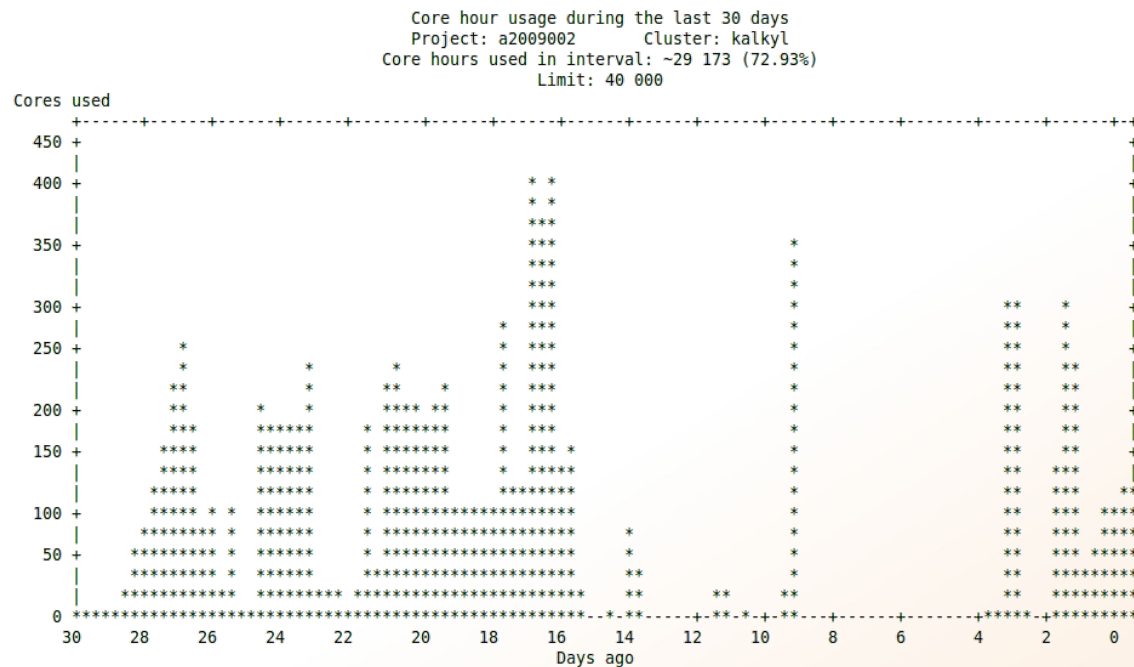 Core hour usage during the last 30 days
Project: a2009002       Cluster: kalkyl
Core hours used in interval: ~29 173 (72.93%)
Limit: 40 000
Cores used
+------+------+------+------+-------+------+------+------+------+------+------+------+-------+------+------+-+
450 + +
| |
400 + * * +
| * * |
| *** |
350 + *** * +
| *** * |
| *** * |
300 + *** * ** * +
| * *** * ** * |
250 + * * *** * ** * +
| * * * * *** * ** ** |
| ** * ** * * *** * ** ** |
200 + ** * * **** ** * *** * ** ** +
| *** ****** * ******* * *** * ** ** |
150 + **** ****** * ******* * *** * * ** ** +
| **** ****** * ******* * ***** * ** *** |
| ***** ****** * ******* ******** * ** *** **
100 + ***** * * ****** * ******************** * ** *** ****
| ******** * ****** * ******************** * * ** *** ****
50 + ********* * ****** * ******************** * * ** *** *****
| ********* * ****** ********************** ** * ** *********
| ************ ********* ************************ ** ** ** ** *********
0 *****************************************************--*-**-------**-*---**-----------+-------+*****--*********
30 28 26 24 22 20 18 16 14 12 10 8 6 4 2 0
Days ago